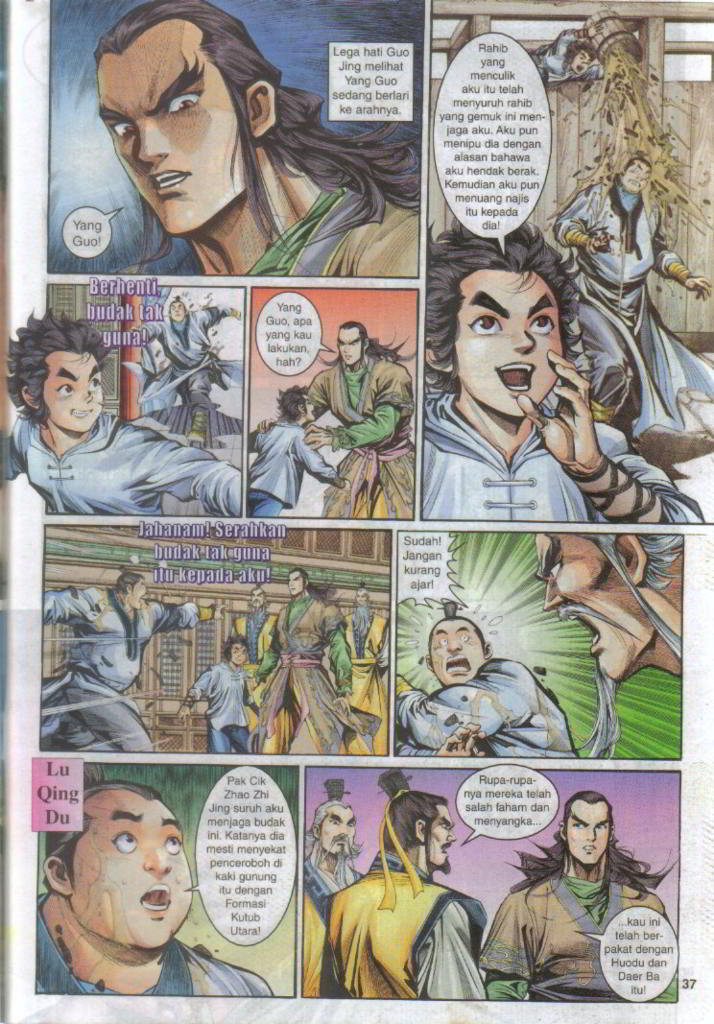 Lega hati Guo
Jing melihat
Yang Guo
sedang berlari
ke arahnya.
Yang
Guo!
Rahib
yang
menculik
aku itu telah
menyuruh rahib
yang gemuk ini men-
jaga aku. Aku pun
menipu dia dengan
alasan bahawa
aku hendak berak.
Kemudian aku pun
menuang najis
itu kepada
dia!
Berhenti,
budak tak
guna!
Yang
Guo, apa
yang kau
lakukan,
hah?
Jahanam! Serahkan
budak tak guna
itu kepada aku!
Sudah!
Jangan
kurang
ajar!
Lu
Qing
Du
Pak Cik
Zhao Zhi
Jing suruh aku
menjaga budak
ini. Katanya dia
mesti menyekat
penceroboh di
kaki gunung
itu dengan
Formasi
Kutub
Utara!
Rupa-rupa-
nya mereka telah
salah faham dan
menyangka...
...kau ini
telah ber-
pakat dengan
Huodu dan
Daer Ba
itu!
37